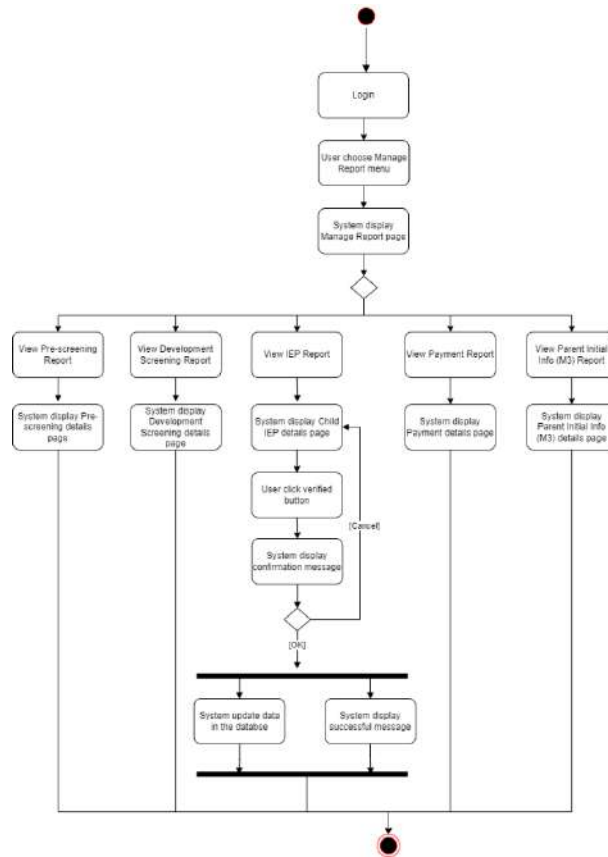 Login
User choose Manage
Report menu
System display
Manage Report page
View Pre-screening
Report
View Development
Screening Report
View IEP Report
View Payment Report
View Parent Initial
Info (M3) Report
System display Pre-
screening details
page
System display
Development
Screening details
page
System display Child
IEP details page
System display
Payment details page
System display
Parent Initial Info
(M3) details page
User click verified
button
[Cancel]
System display
confirmation message
[OK]
System update data
in the databse
System display
successful message